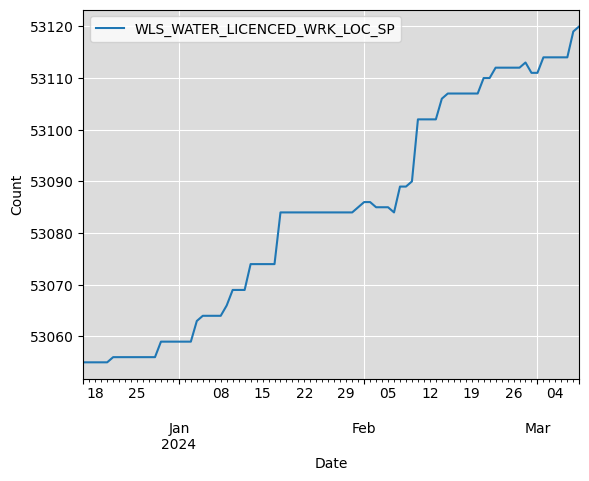 WLS_WATER_LICENCED_WRK_LOC_SP
53120
53110
53100
53090
53080
53070
53060
Count
18 25 08 15 22 29 05 12 19 26 04
Jan Feb Mar
2024
Date